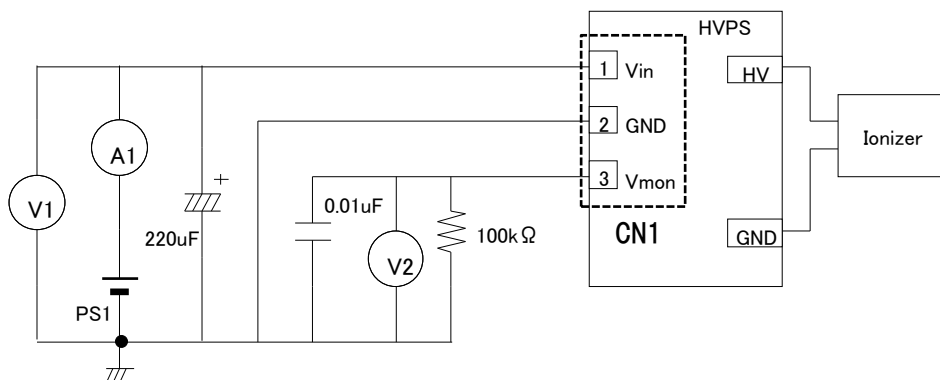 HVPS
1 Vin
HV
2 GND
Ionizer
A1
3 Vmon
V1
+
0.01uF
220uF
V2
100kΩ
CN1
GND
PS1